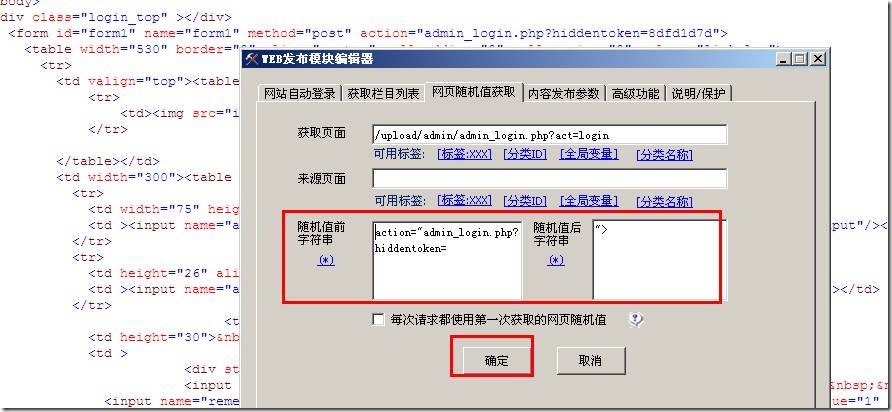 body>
div class="login_top" ></div>
<form id="form1" name="form1" method="post" action="admin_login.php?hiddentoken=8dfd1d7d">
<table width="530" border=
<tr>
<td valign="top"><table
<tr>
<td><img src="i
</tr>
</table></td>
<td width="300"><table
<tr>
<td width="75" heig
<td ><input name="a
nput"/></td>
</tr>
<tr>
<td height="26" ali
<td ><input name="a
</td>
</tr>
<t
<td height="30">&nb
<td >
<div st
<input
&nbsp;&n
<input name="reme
ue="1"
WEB发布模块编辑器
网站自动登录
获取栏目列表
网页随机值获取
内容发布参数
高级功能
说明/保护
获取页面
/upload/admin/admin_login.php?act=login
可用标签: [标签:XXX] [分类ID] [全局变量] [分类名称]
来源页面
可用标签: [标签:XXX] [分类ID] [全局变量] [分类名称]
随机值前
字符串
(*)
action="admin_login.php?
hiddentoken=
随机值后
字符串
(*)
">
每次请求都使用第一次获取的网页随机值
确定
取消